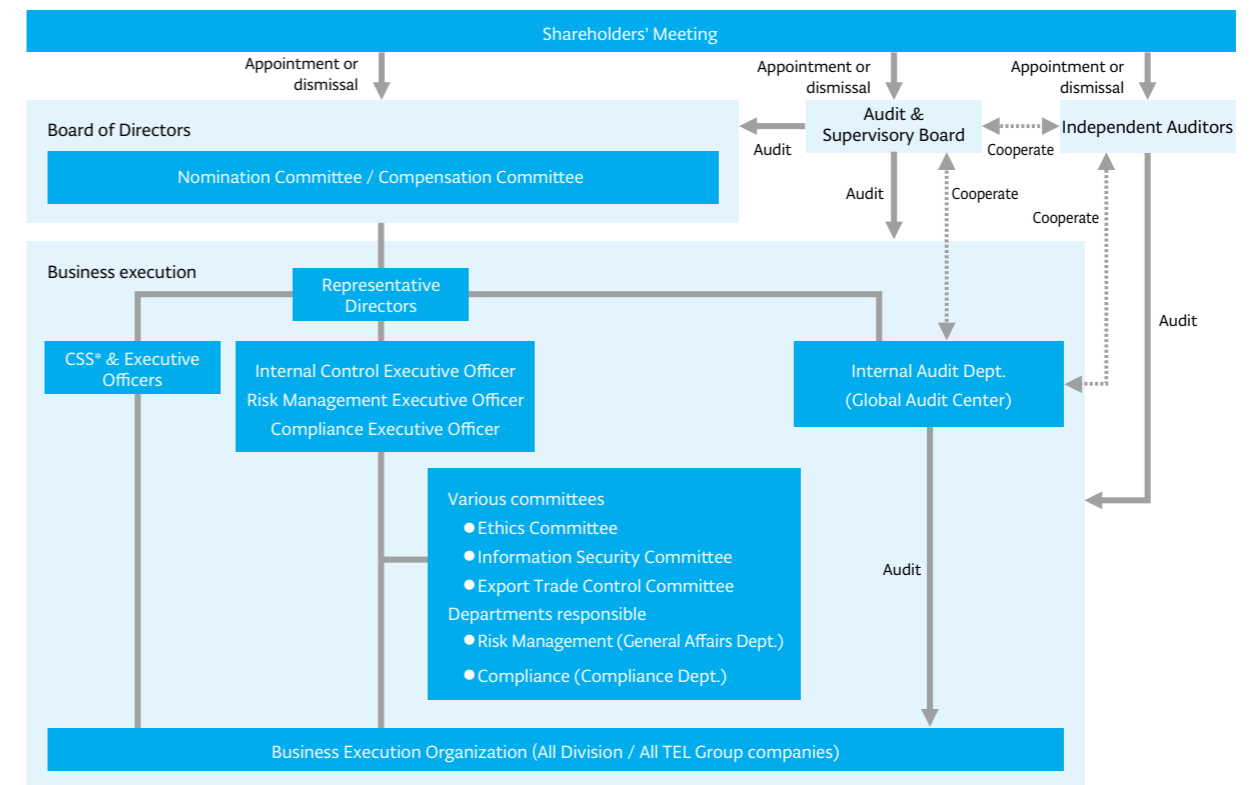 Shareholders' Meeting
Appointment or
dismissal
Appointment or
dismissal
Appointment or
dismissal
Board of Directors
Nomination Committee / Compensation Committee
Audit
Audit &
Supervisory Board
Cooperate
Independent Auditors
Audit
Cooperate
Cooperate
Audit
Business execution
Representative
Directors
CSS* & Executive
Officers
Internal Control Executive Officer
Risk Management Executive Officer
Compliance Executive Officer
Internal Audit Dept.
(Global Audit Center)
Various committees
● Ethics Committee
● Information Security Committee
● Export Trade Control Committee
Departments responsible
● Risk Management (General Affairs Dept.)
● Compliance (Compliance Dept.)
Audit
Business Execution Organization (All Division / All TEL Group companies)